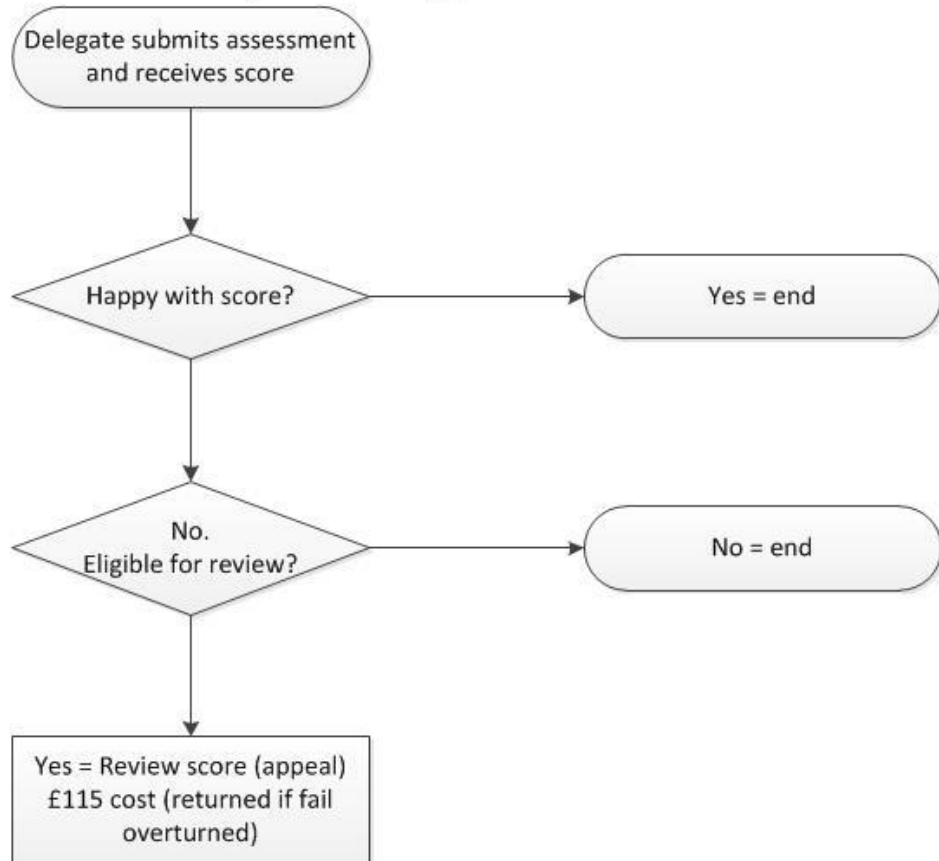 Delegate submits assessment
and receives score
Happy with score?
Yes = end
No.
Eligible for review?
No = end
Yes = Review score (appeal)
£115 cost (returned if fail
overturned)